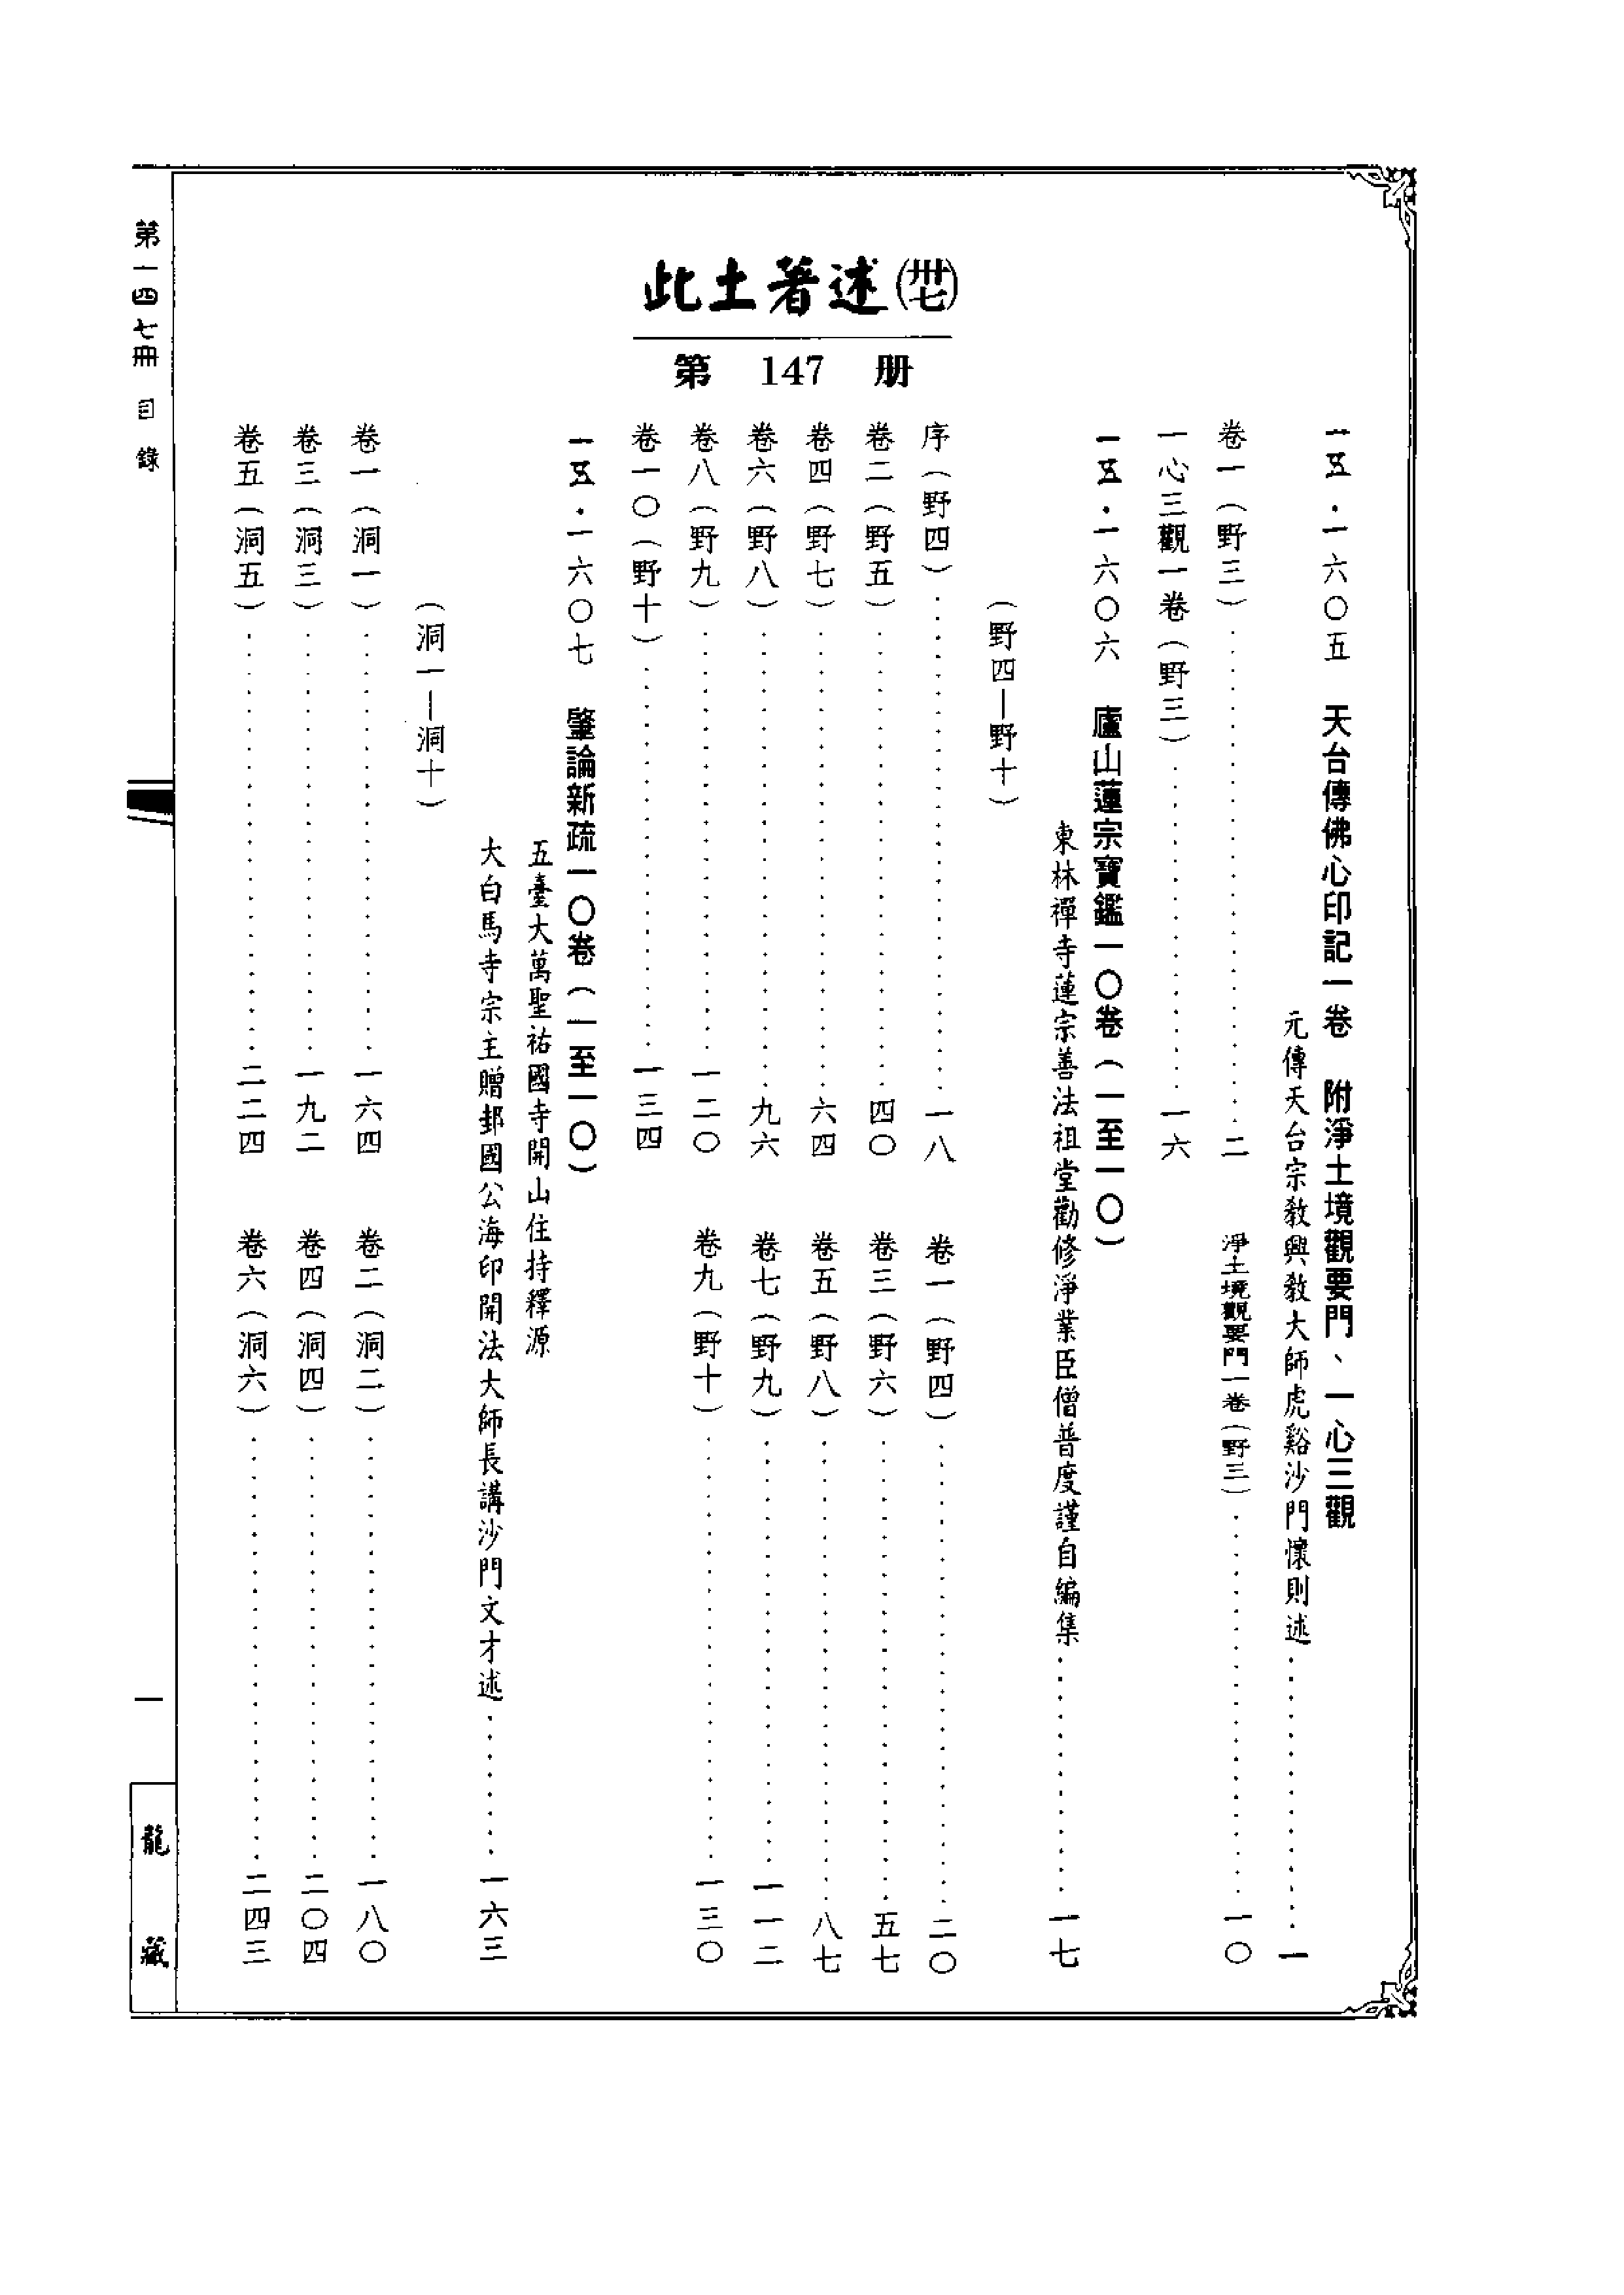 此土著述(卅七)
第 147 册
一五·一六〇五 天台傳佛心印記一卷 附淨土境觀要門、一心三觀
元傳天台宗教興教大師虎谿沙門懷則述……一
卷一（野三）……二 淨土境觀要門一卷（野三）……一〇
一心三觀一卷（野三）……一六
一五·一六〇六 廬山蓮宗寶鑑一〇卷（一至一〇）
東林禪寺蓮宗善法祖堂勸修淨業臣僧普度謹自編集……一七
（野四—野十）
序（野四）……一八 卷一（野四）……二〇
卷二（野五）……四〇 卷三（野六）……五七
卷四（野七）……六四 卷五（野八）……八七
卷六（野八）……九六 卷七（野九）……一一二
卷八（野九）……一二〇 卷九（野十）……一三〇
卷一〇（野十）……一三四
一五·一六〇七 肇論新疏一〇卷（一至一〇）
五臺大萬聖祐國寺開山住持釋源
大白馬寺宗主贈邽國公海印開法大師長講沙門文才述……一六三
（洞一—洞十）
卷一（洞一）……一六四 卷二（洞二）……一八〇
卷三（洞三）……一九二 卷四（洞四）……二〇四
卷五（洞五）……二二四 卷六（洞六）……二四三
第一四七冊 目錄
一
龍藏